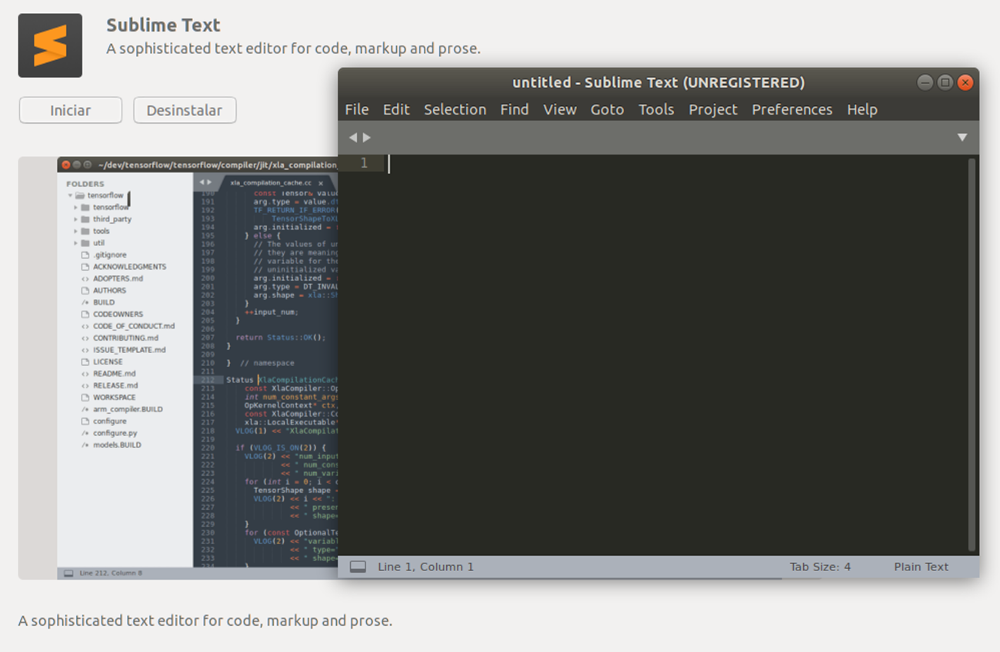 Sublime Text
A sophisticated text editor for code, markup and prose.
Iniciar
Desinstalar
~/dev/tensorflow/tensorflow/compiler/jit/xla_compilation_
FOLDERS
tensorflow
tensorflow
third_party
tools
util
.gitignore
ACKNOWLEDGMENTS
ADOPTERS.md
AUTHORS
BUILD
CODEOWNERS
CODE_OF_CONDUCT.md
CONTRIBUTING.md
ISSUE_TEMPLATE.md
LICENSE
README.md
RELEASE.md
WORKSPACE
arm_compiler.BUILD
configure
configure.py
models.BUILD
xla_compilation_cache.cc ×
190 const Tensor& valu
191 arg.type = value.d
192 TF_RETURN_IF_ERROR(
193 TensorShapeToXL
194 arg.initialized =
195 } else {
196 // The values of un
197 // they are meaning
198 // variable for the
199 // uninitialized va
200 arg.initialized =
201 arg.type = DT_INVAL
202 arg.shape = xla::Sh
203 }
204 ++input_num;
205 }
206
207 return Status::OK();
208 }
209
210 } // namespace
211
212 Status XlaCompilationCach
213 const XlaCompiler::Op
214 int num_constant_args
215 OpKernelContext* ctx,
216 const XlaCompiler::Co
217 xla::LocalExecutable*
218 VLOG(1) << "XlaCompilat
219
220 if (VLOG_IS_ON(2)) {
221 VLOG(2) << "num_input
222 << " num_cons
223 << " num_vari
224 for (int i = 0; i < c
225 TensorShape shape =
226 VLOG(2) << i << ":
227 << " presen
228 << " shape=
229 }
230 for (const OptionalTe
231 VLOG(2) << "variabl
232 << " type="
233 << " shape=
234 }
Line 212, Column 8
untitled - Sublime Text (UNREGISTERED)
File Edit Selection Find View Goto Tools Project Preferences Help
1
Line 1, Column 1
Tab Size: 4
Plain Text
A sophisticated text editor for code, markup and prose.